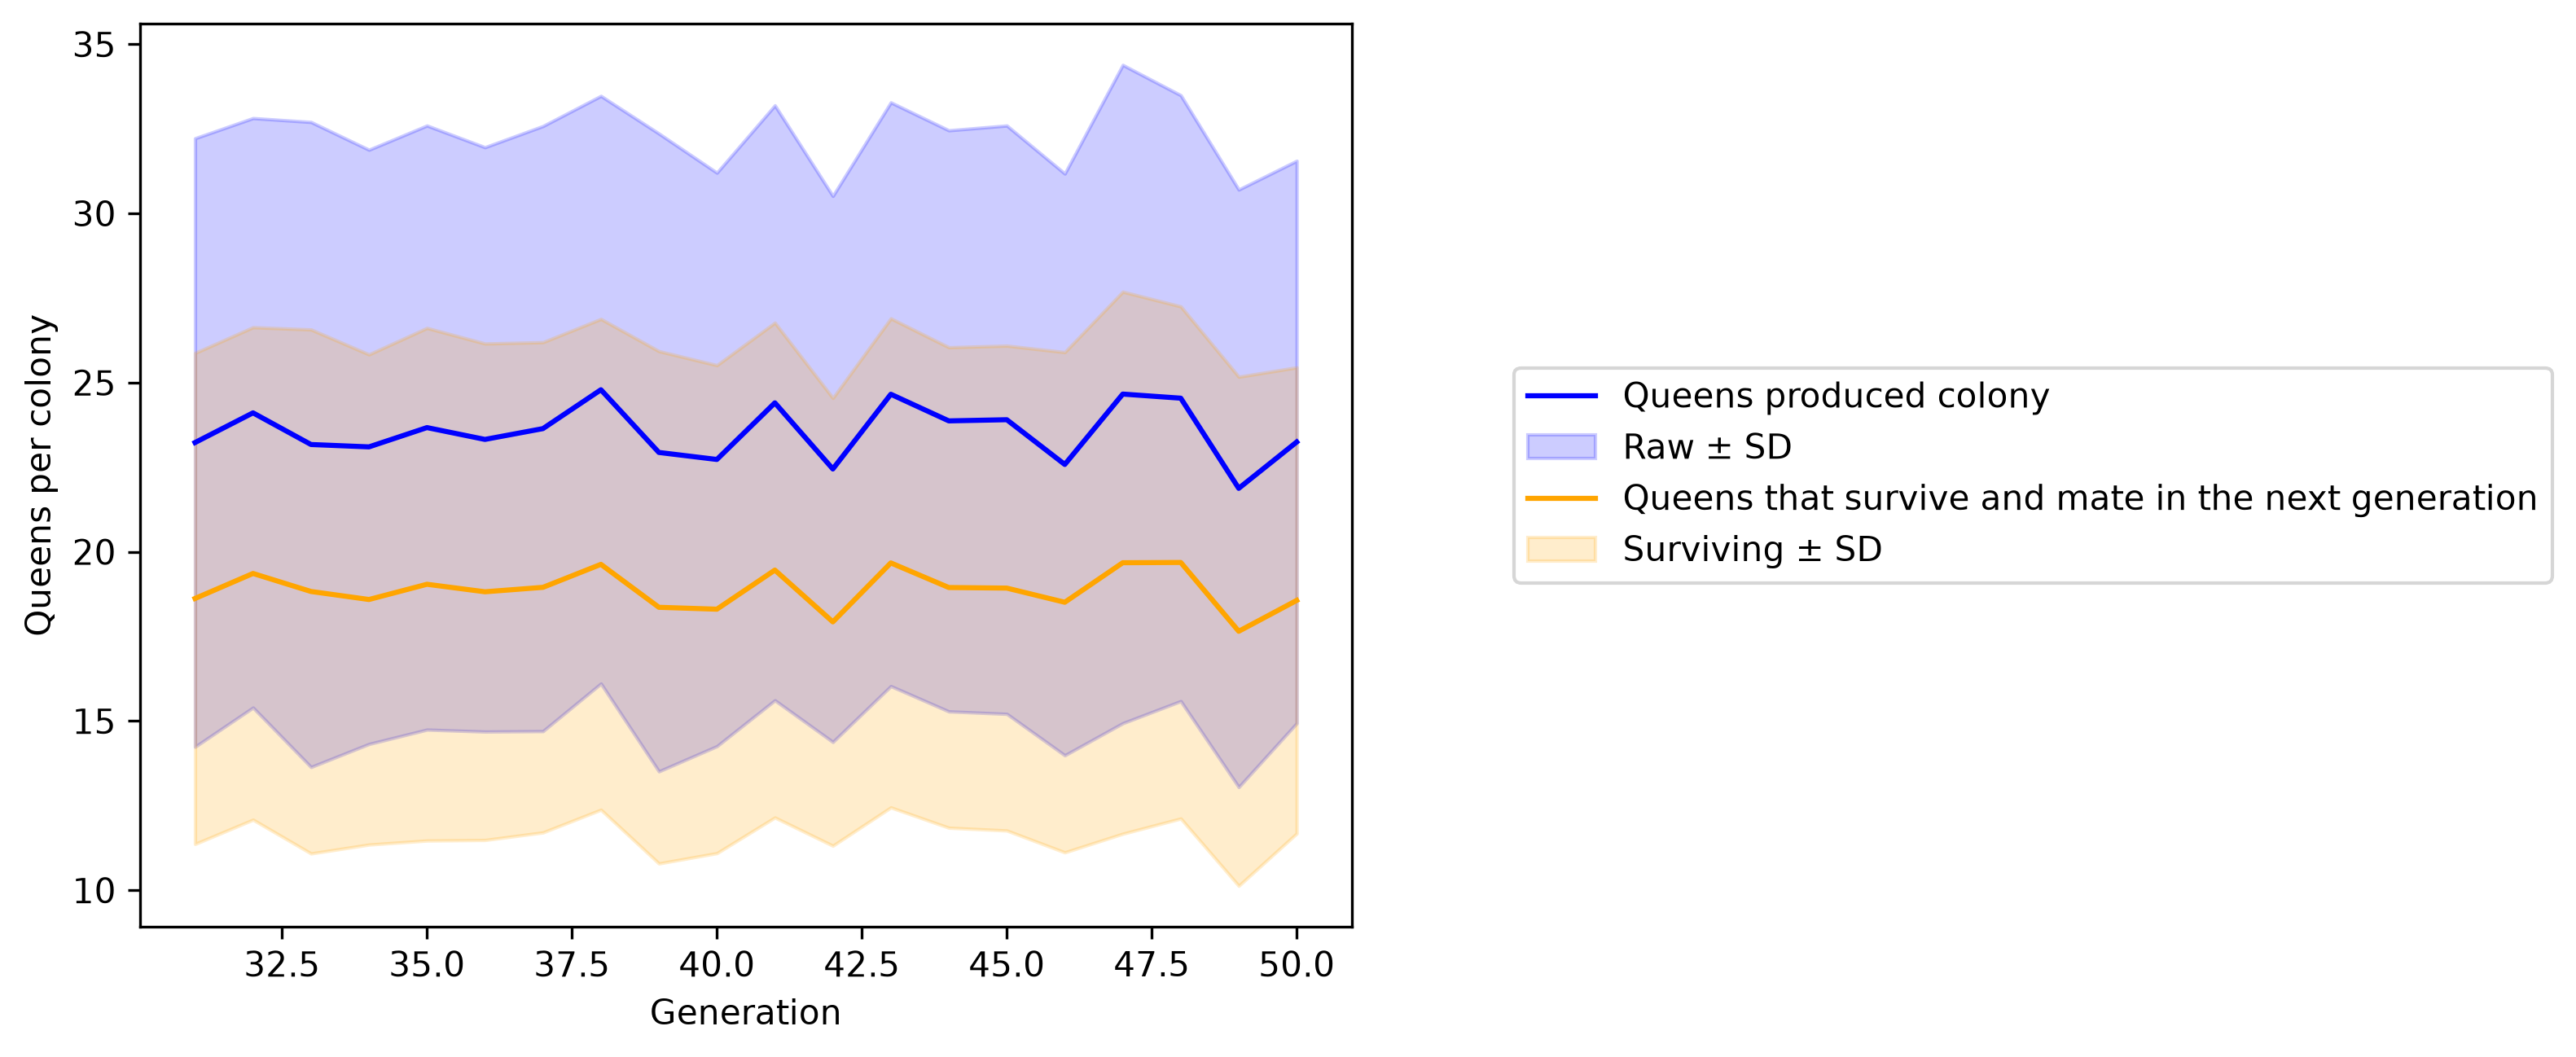 35
30
25
20
15
10
Queens per colony
32.5 35.0 37.5 40.0 42.5 45.0 47.5 50.0
Generation
Queens produced colony
Raw ± SD
Queens that survive and mate in the next generation
Surviving ± SD